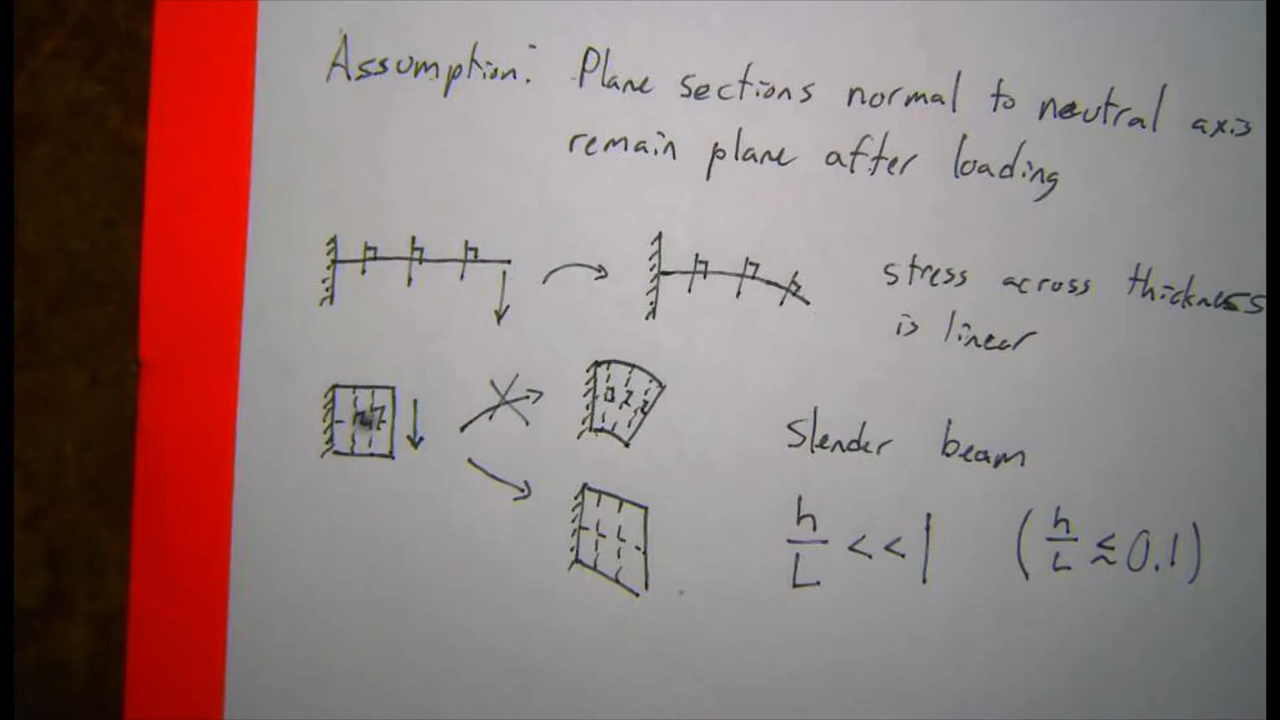 Assumption: Plane sections normal to neutral axis
remain plane after loading
stress across thickness
is linear
Slender beam
h/L << 1 (h/L ≲ 0.1)